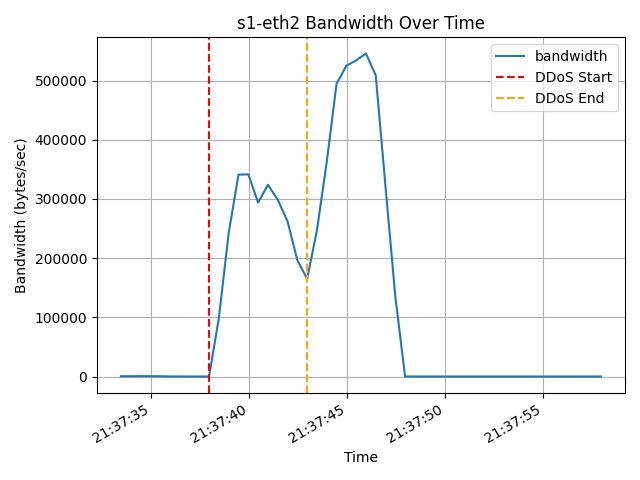 s1-eth2 Bandwidth Over Time
bandwidth
DDoS Start
DDoS End
Bandwidth (bytes/sec)
500000
400000
300000
200000
100000
0
21:37:35
21:37:40
21:37:45
21:37:50
21:37:55
Time